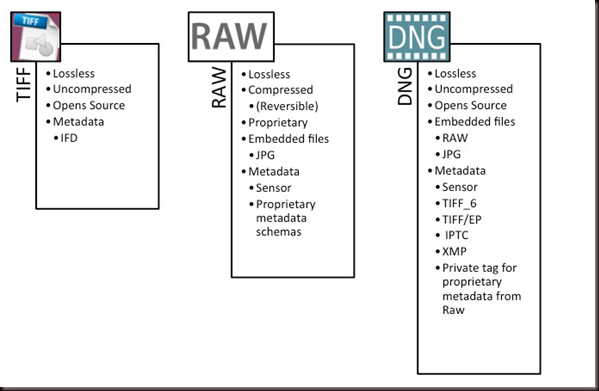 TIFF
TIFF
• Lossless
• Uncompressed
• Opens Source
• Metadata
• IFD
RAW
RAW
• Lossless
• Compressed
• (Reversible)
• Proprietary
• Embedded files
• JPG
• Metadata
• Sensor
• Proprietary
metadata
schemas
DNG
DNG
• Lossless
• Uncompressed
• Opens Source
• Embedded files
• RAW
• JPG
• Metadata
• Sensor
• TIFF_6
• TIFF/EP
• IPTC
• XMP
• Private tag for
proprietary
metadata from
Raw